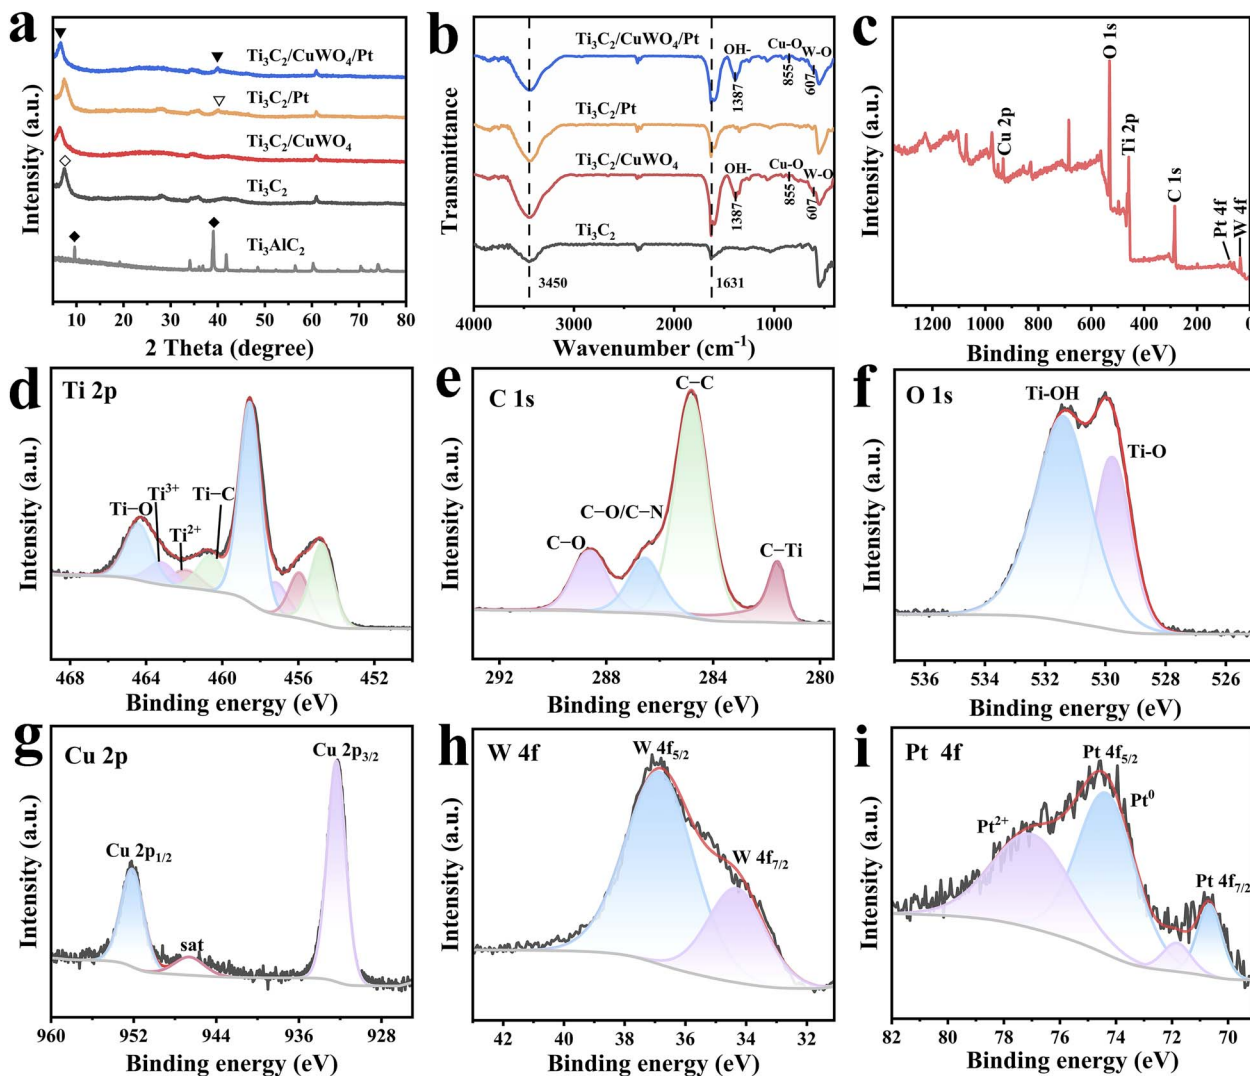 a
Ti3C2/CuWO4/Pt
Ti3C2/Pt
Ti3C2/CuWO4
Ti3C2
Ti3AlC2
Intensity (a.u.)
10 20 30 40 50 60 70 80
2 Theta (degree)
b
Ti3C2/CuWO4/Pt
OH-
Cu-O
W-O
1387
855
607
Ti3C2/Pt
Ti3C2/CuWO4
OH-
Cu-O
W-O
1387
855
607
Ti3C2
3450
1631
Transmittance
4000 3000 2000 1000
Wavenumber (cm-1)
c
O 1s
Cu 2p
Ti 2p
C 1s
Pt 4f
W 4f
Intensity (a.u.)
1200 1000 800 600 400 200 0
Binding energy (eV)
d
Ti 2p
Ti−O
Ti3+
Ti2+
Ti−C
Intensity (a.u.)
468 464 460 456 452
Binding energy (eV)
e
C 1s
C−C
C−O/C−N
C−O
C−Ti
Intensity (a.u.)
292 288 284 280
Binding energy (eV)
f
O 1s
Ti-OH
Ti-O
Intensity (a.u.)
536 534 532 530 528 526
Binding energy (eV)
g
Cu 2p
Cu 2p3/2
Cu 2p1/2
sat
Intensity (a.u.)
960 952 944 936 928
Binding energy (eV)
h
W 4f
W 4f5/2
W 4f7/2
Intensity (a.u.)
42 40 38 36 34 32
Binding energy (eV)
i
Pt 4f
Pt 4f5/2
Pt0
Pt2+
Pt 4f7/2
Intensity (a.u.)
82 80 78 76 74 72 70
Binding energy (eV)